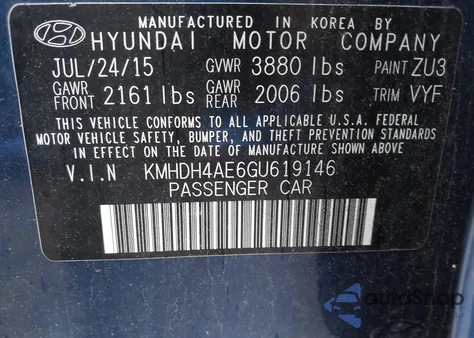 MANUFACTURED IN KOREA BY
HYUNDAI MOTOR COMPANY
JUL/24/15 GVWR 3880 lbs PAINT ZU3
GAWR FRONT 2161 lbs GAWR REAR 2006 lbs TRIM VYF
THIS VEHICLE CONFORMS TO ALL APPLICABLE U.S.A. FEDERAL
MOTOR VEHICLE SAFETY, BUMPER, AND THEFT PREVENTION STANDARDS
IN EFFECT ON THE DATE OF MANUFACTURE SHOWN ABOVE
V.I.N KMHDH4AE6GU619146
PASSENGER CAR
autoSnap